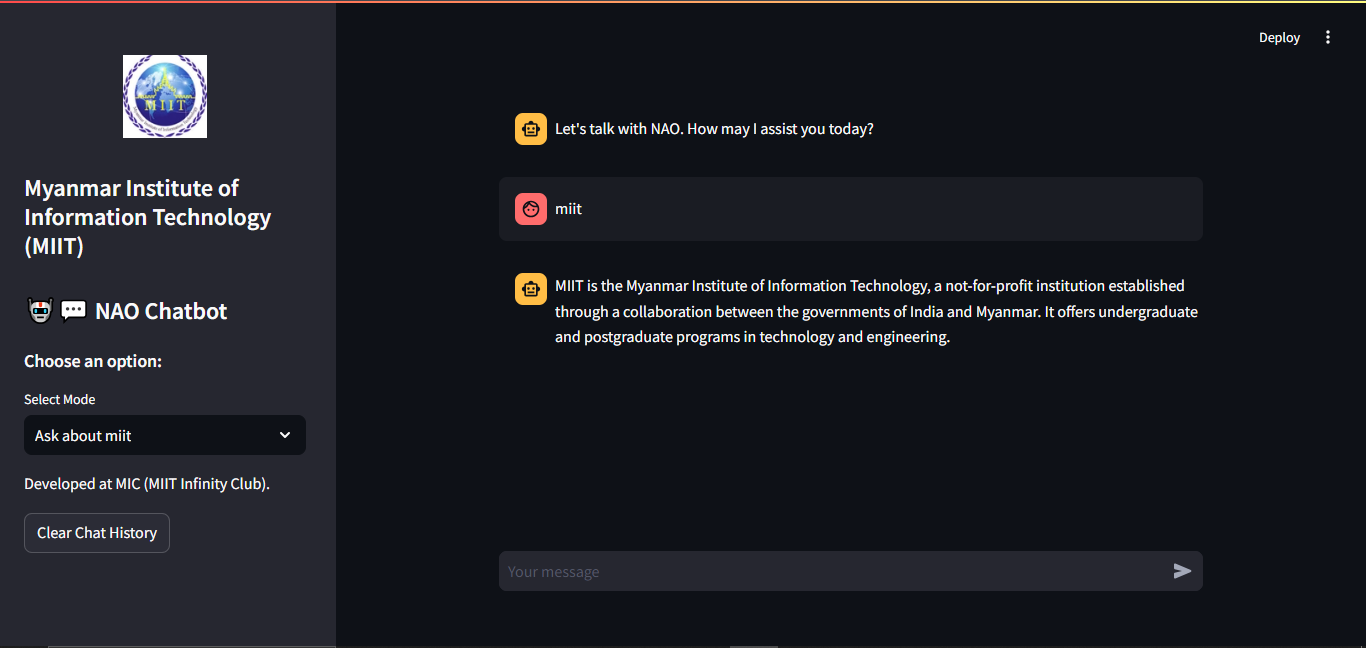 MIIT
Myanmar Institute of
Information Technology
(MIIT)
NAO Chatbot
Choose an option:
Select Mode
Ask about miit
Developed at MIC (MIIT Infinity Club).
Clear Chat History
Deploy
Let's talk with NAO. How may I assist you today?
miit
MIIT is the Myanmar Institute of Information Technology, a not-for-profit institution established
through a collaboration between the governments of India and Myanmar. It offers undergraduate
and postgraduate programs in technology and engineering.
Your message